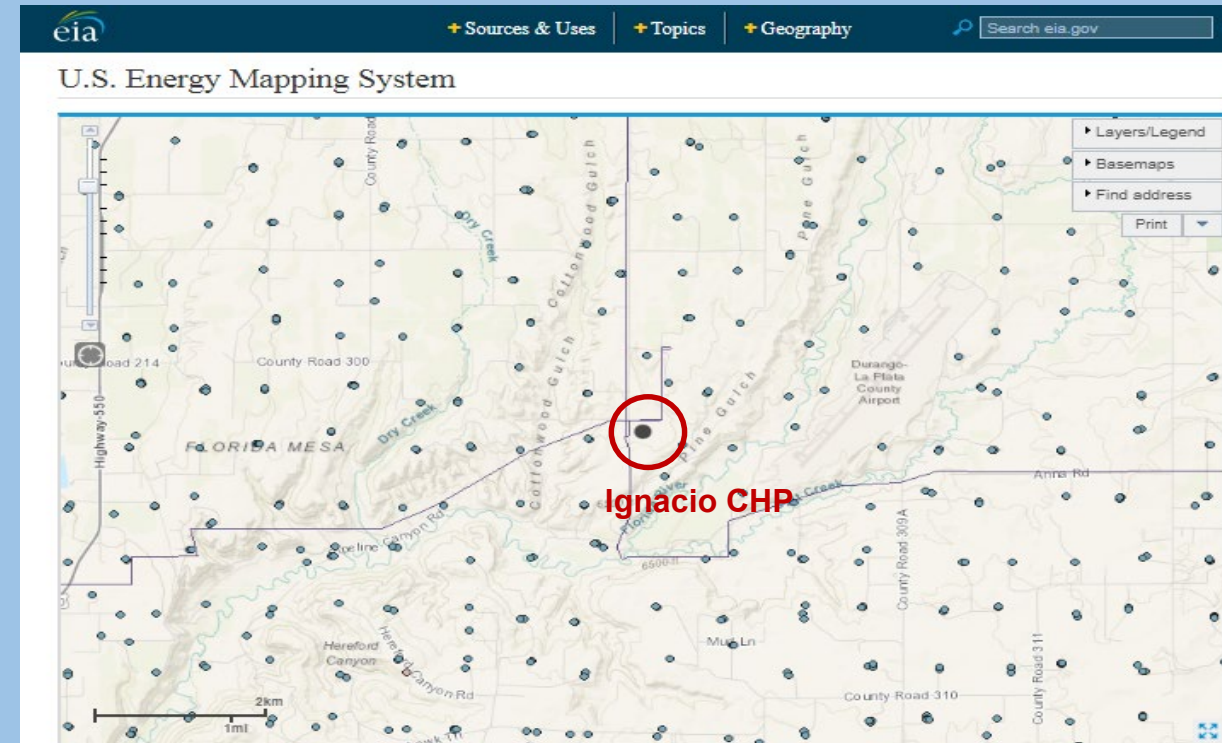 eia
+ Sources & Uses
+ Topics
+ Geography
Search eia.gov
U.S. Energy Mapping System
Layers/Legend
Basemaps
Find address
Print
County Road
Cottonwood Gulch
Pine Gulch
Dry Creek
County Road 300
oad 214
Highway-550
FLORIDA MESA
Dry Creek
Cottonwood Gulch
Pine Gulch
Durango-
La Plata
County
Airport
Ignacio CHP
Creek
Anna Rd
Pipeline Canyon Rd
6500 ft
County Road 309A
Hereford
Canyon
Hereford Canyon Rd
County Road 310
County Road 311
2km
1mi